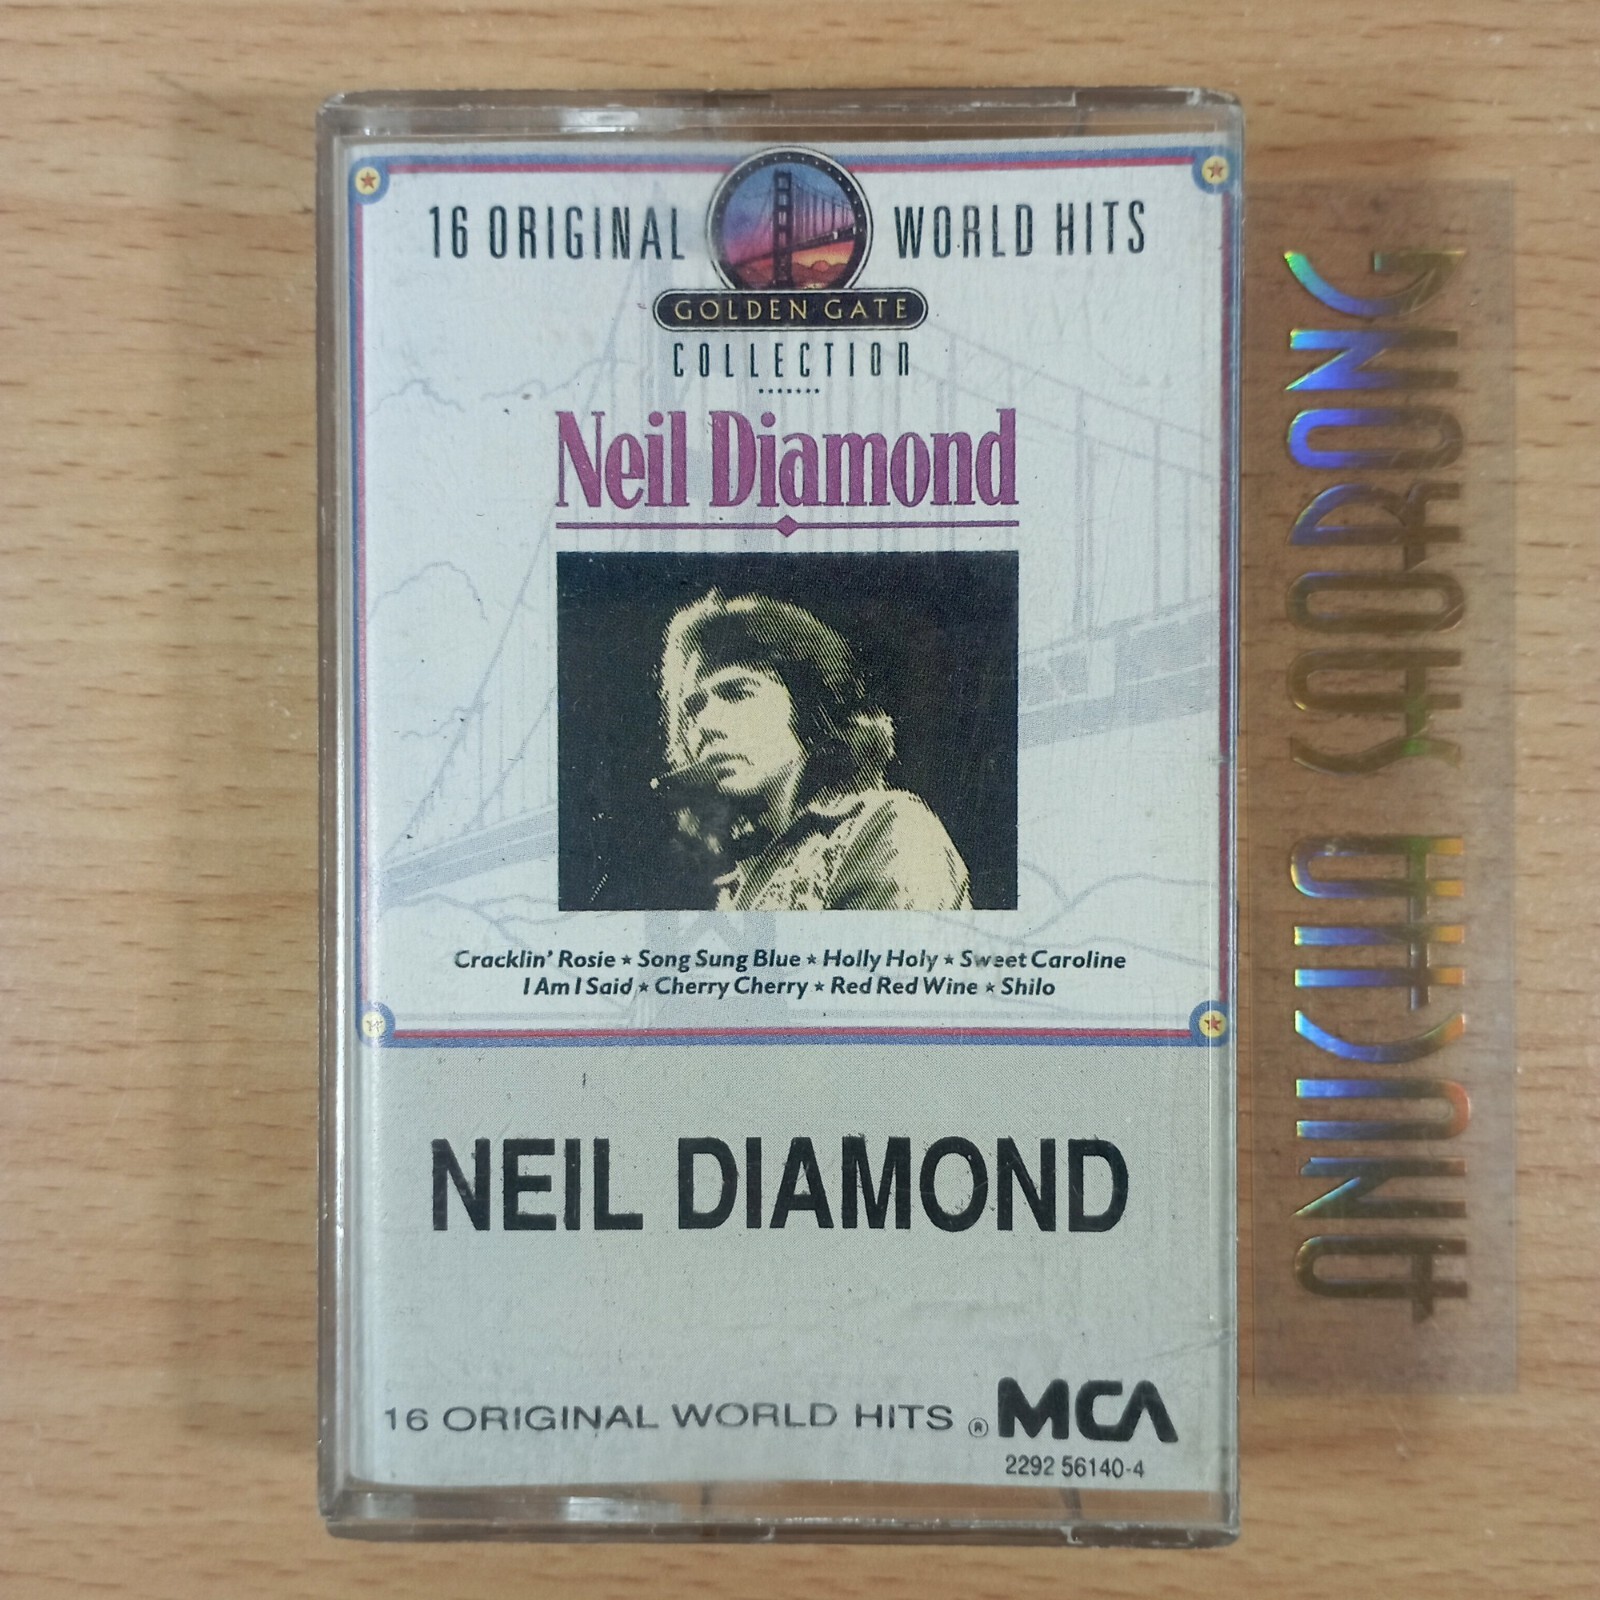 16 ORIGINAL WORLD HITS
GOLDEN GATE
COLLECTION
Neil Diamond
Cracklin' Rosie ★ Song Sung Blue ★ Holly Holy ★ Sweet Caroline
I Am I Said ★ Cherry Cherry ★ Red Red Wine ★ Shilo
NEIL DIAMOND
16 ORIGINAL WORLD HITS ® MCA
2292 56140-4